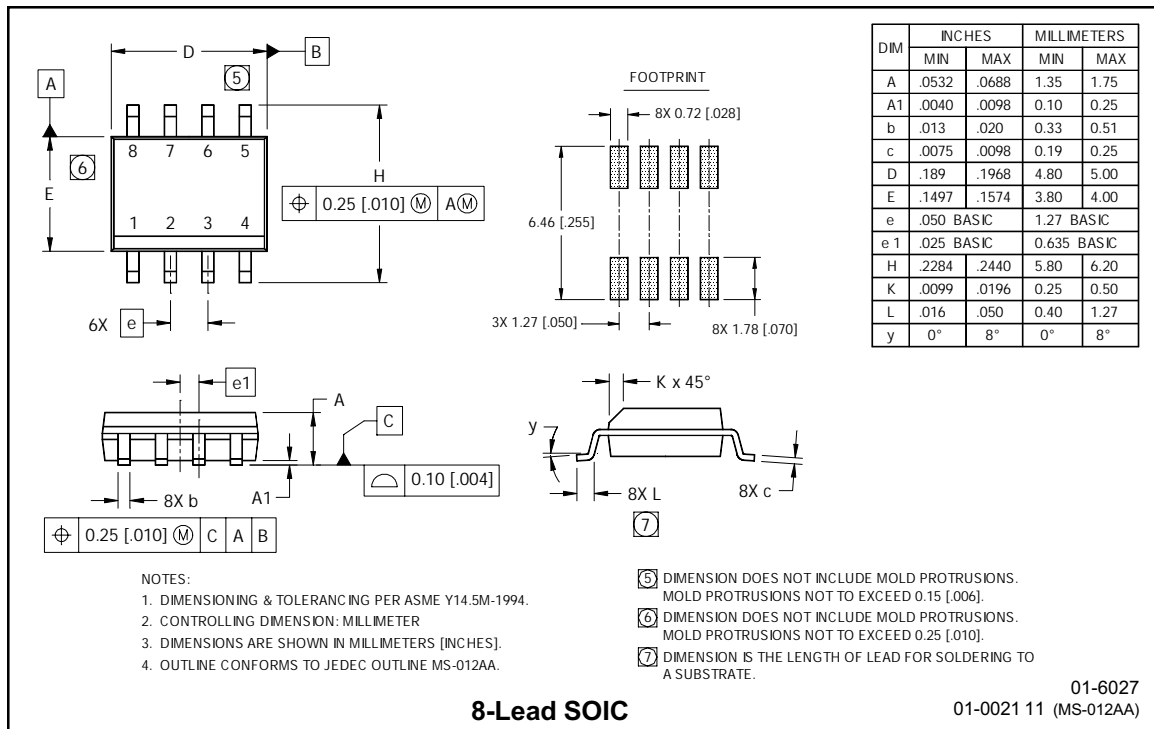 D
B
5
A
8 7 6 5
6
E
H
0.25 [.010] Ⓜ A Ⓜ
1 2 3 4
6X e
FOOTPRINT
8X 0.72 [.028]
6.46 [.255]
3X 1.27 [.050]
8X 1.78 [.070]
DIM INCHES MILLIMETERS
MIN MAX MIN MAX
A .0532 .0688 1.35 1.75
A1 .0040 .0098 0.10 0.25
b .013 .020 0.33 0.51
c .0075 .0098 0.19 0.25
D .189 .1968 4.80 5.00
E .1497 .1574 3.80 4.00
e .050 BASIC 1.27 BASIC
e 1 .025 BASIC 0.635 BASIC
H .2284 .2440 5.80 6.20
K .0099 .0196 0.25 0.50
L .016 .050 0.40 1.27
y 0° 8° 0° 8°
e1
A
C
0.10 [.004]
A1
8X b
0.25 [.010] Ⓜ C A B
K x 45°
y
8X L
8X c
7
NOTES:
1. DIMENSIONING & TOLERANCING PER ASME Y14.5M-1994.
2. CONTROLLING DIMENSION: MILLIMETER
3. DIMENSIONS ARE SHOWN IN MILLIMETERS [INCHES].
4. OUTLINE CONFORMS TO JEDEC OUTLINE MS-012AA.
5 DIMENSION DOES NOT INCLUDE MOLD PROTRUSIONS.
MOLD PROTRUSIONS NOT TO EXCEED 0.15 [.006].
6 DIMENSION DOES NOT INCLUDE MOLD PROTRUSIONS.
MOLD PROTRUSIONS NOT TO EXCEED 0.25 [.010].
7 DIMENSION IS THE LENGTH OF LEAD FOR SOLDERING TO
A SUBSTRATE.
8-Lead SOIC
01-6027
01-0021 11 (MS-012AA)